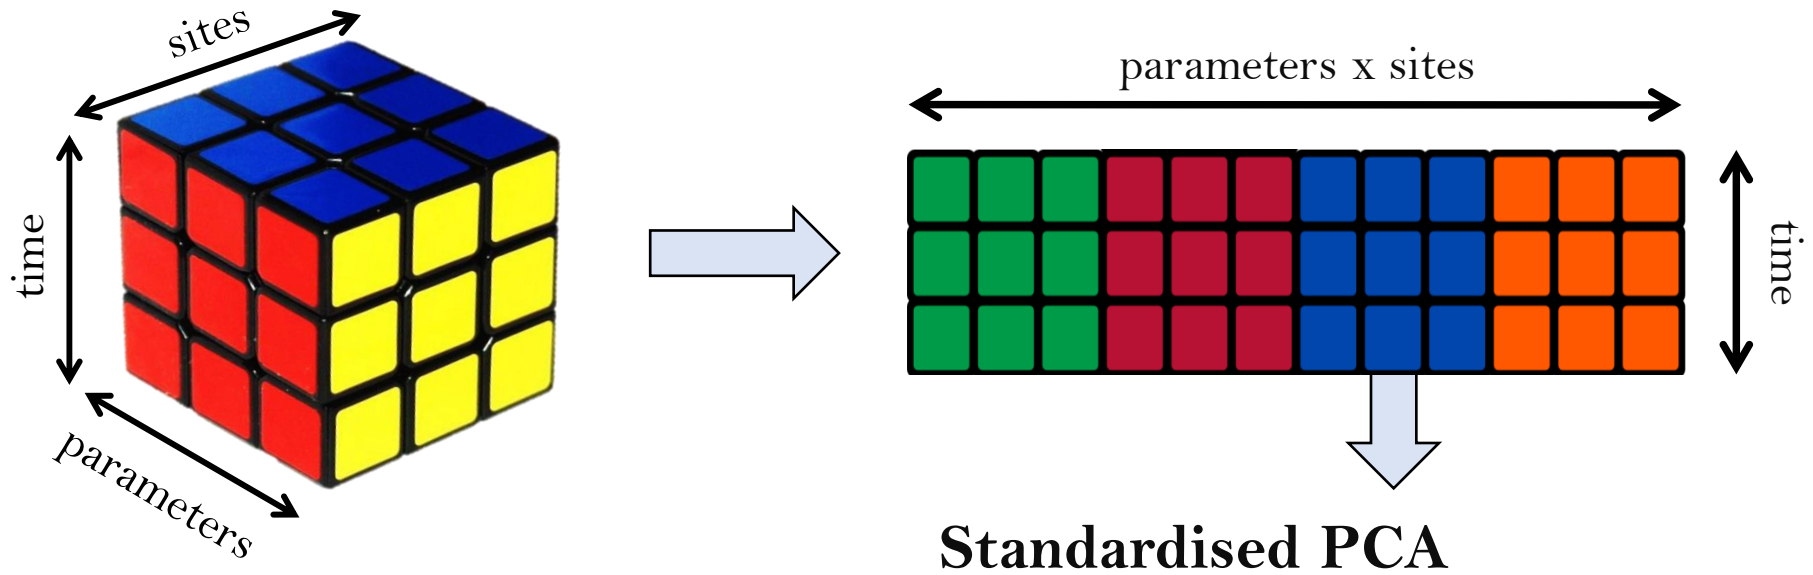 sites
time
parameters
parameters x sites
time
Standardised PCA